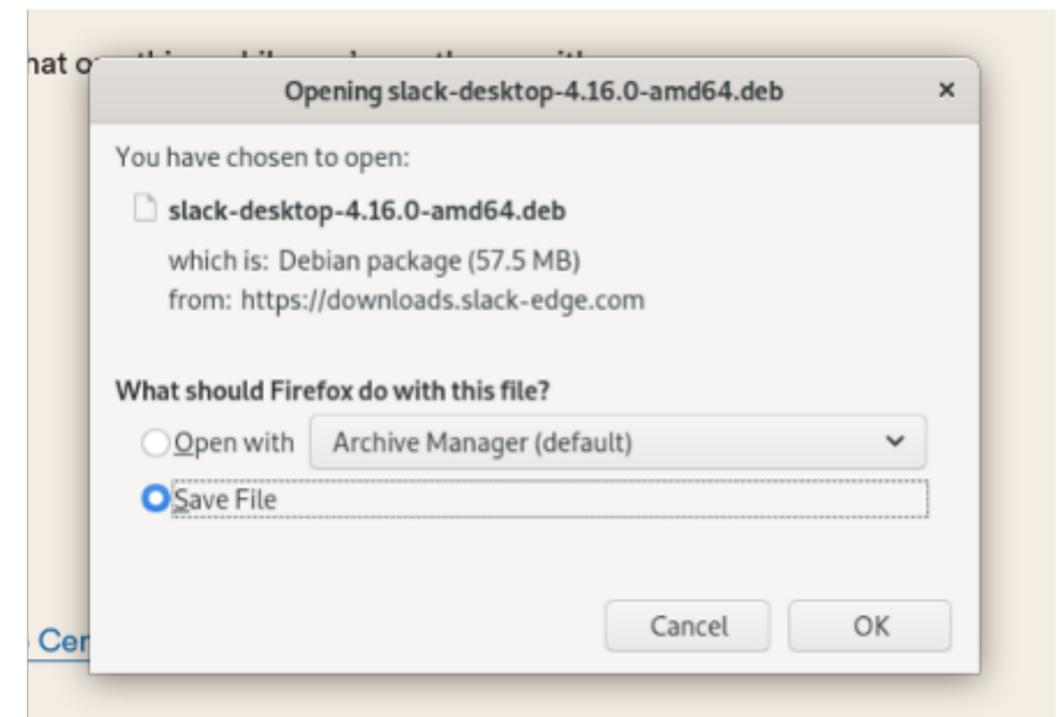 hat o
Opening slack-desktop-4.16.0-amd64.deb ×
You have chosen to open:
slack-desktop-4.16.0-amd64.deb
which is: Debian package (57.5 MB)
from: https://downloads.slack-edge.com
What should Firefox do with this file?
Open with Archive Manager (default)
Save File
Cancel OK
Cer